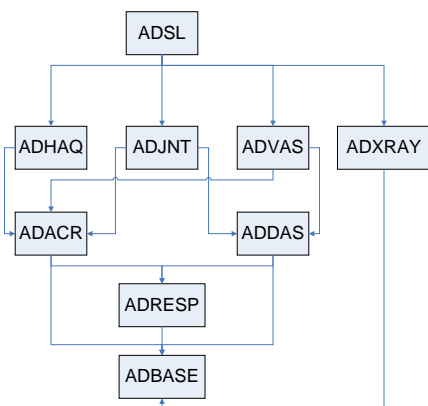 ADSL
ADHAQ
ADJNT
ADVAS
ADXRAY
ADACR
ADDAS
ADRESP
ADBASE